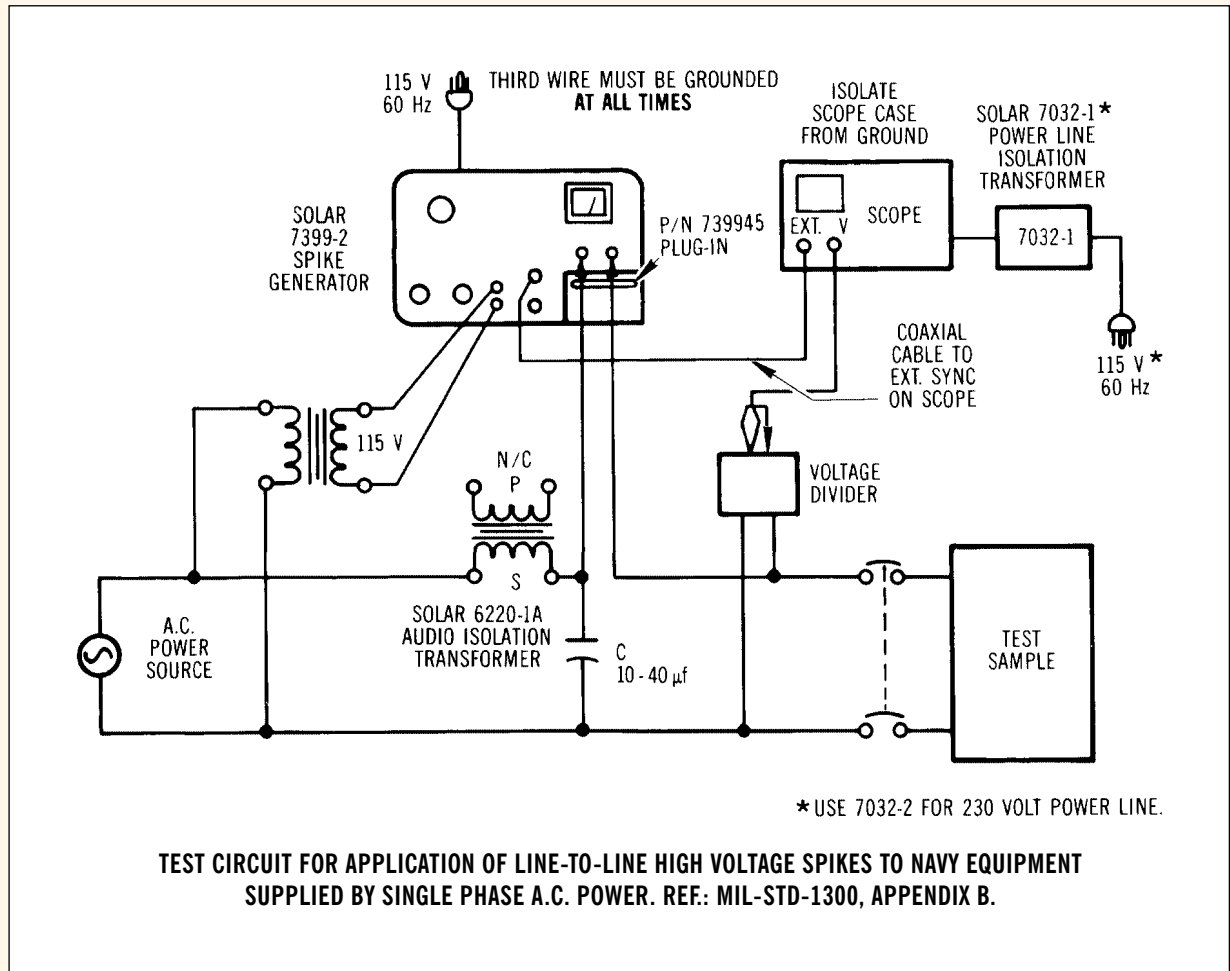 115 V
60 Hz
THIRD WIRE MUST BE GROUNDED
AT ALL TIMES
ISOLATE
SCOPE CASE
FROM GROUND
SOLAR 7032-1*
POWER LINE
ISOLATION
TRANSFORMER
SOLAR
7399-2
SPIKE
GENERATOR
P/N 739945
PLUG-IN
EXT. V
SCOPE
7032-1
COAXIAL
CABLE TO
EXT. SYNC
ON SCOPE
115 V*
60 Hz
115 V
N/C
P
S
VOLTAGE
DIVIDER
A.C.
POWER
SOURCE
SOLAR 6220-1A
AUDIO ISOLATION
TRANSFORMER
C
10-40 µf
TEST
SAMPLE
*USE 7032-2 FOR 230 VOLT POWER LINE.
TEST CIRCUIT FOR APPLICATION OF LINE-TO-LINE HIGH VOLTAGE SPIKES TO NAVY EQUIPMENT
SUPPLIED BY SINGLE PHASE A.C. POWER. REF.: MIL-STD-1300, APPENDIX B.